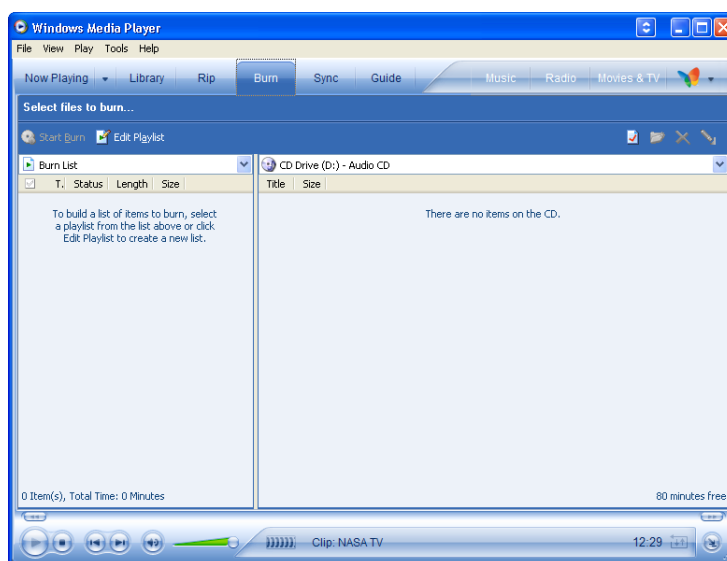 Windows Media Player
File View Play Tools Help
Now Playing Library Rip Burn Sync Guide Music Radio Movies & TV
Select files to burn...
Start Burn Edit Playlist
Burn List CD Drive (D:) - Audio CD
T. Status Length Size Title Size
To build a list of items to burn, select
a playlist from the list above or click
Edit Playlist to create a new list.
There are no items on the CD.
0 Item(s), Total Time: 0 Minutes 80 minutes free
Clip: NASA TV 12:29